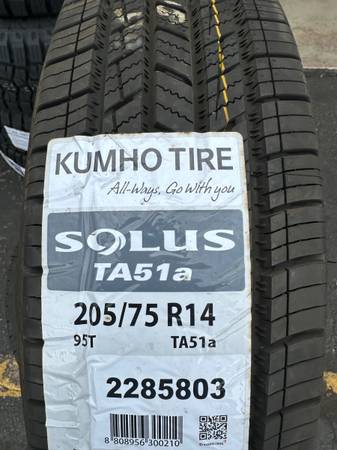 KUMHO TIRE
All-Ways, Go With you
SOLUS
TA51a
205/75 R14
95T TA51a
2285803
8 808956 300210